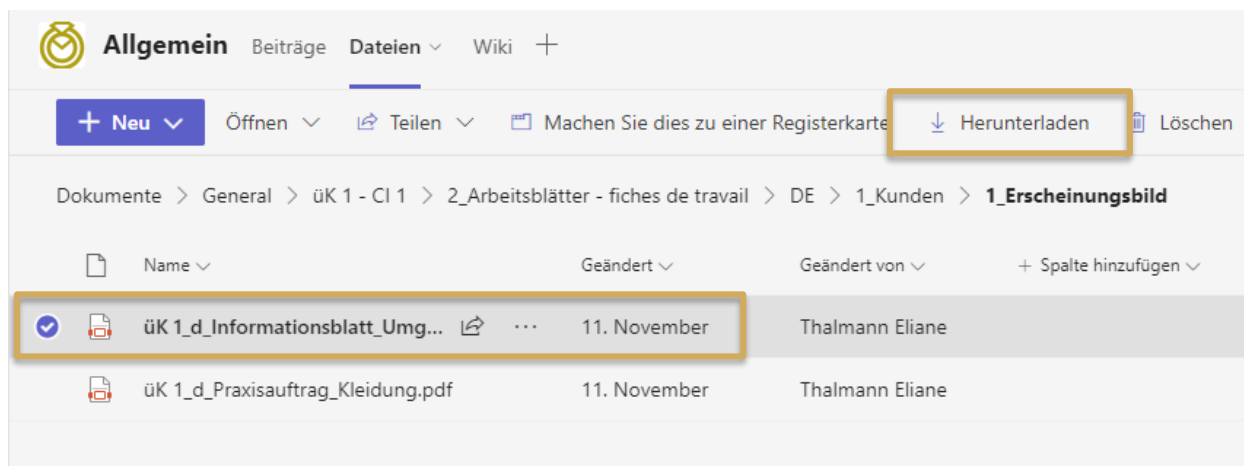 Allgemein Beiträge Dateien Wiki
Neu Öffnen Teilen Machen Sie dies zu einer Registerkarte Herunterladen Löschen
Dokumente > General > üK 1 - CI 1 > 2_Arbeitsblätter - fiches de travail > DE > 1_Kunden > 1_Erscheinungsbild
Name Geändert Geändert von + Spalte hinzufügen
üK 1_d_Informationsblatt_Umg... ... 11. November Thalmann Eliane
üK 1_d_Praxisauftrag_Kleidung.pdf 11. November Thalmann Eliane